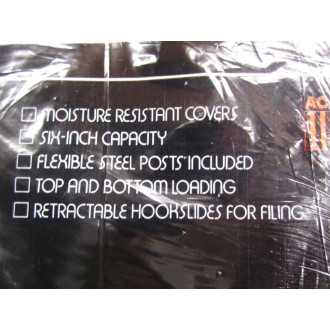 MOISTURE RESISTANT COVERS
SIX-INCH CAPACITY
FLEXIBLE STEEL POSTS INCLUDED
TOP AND BOTTOM LOADING
RETRACTABLE HOOKSLIDES FOR FILING